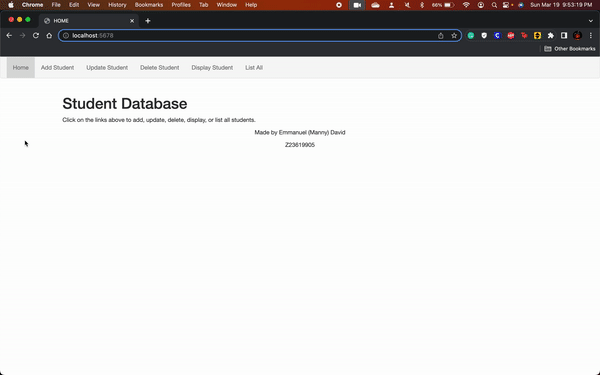 Chrome File Edit View History Bookmarks Profiles Tab Window Help 66% Sun Mar 19 9:53:19 PM
HOME
localhost:5678
Other Bookmarks
Home Add Student Update Student Delete Student Display Student List All
Student Database
Click on the links above to add, update, delete, display, or list all students.
Made by Emmanuel (Manny) David
Z23619905